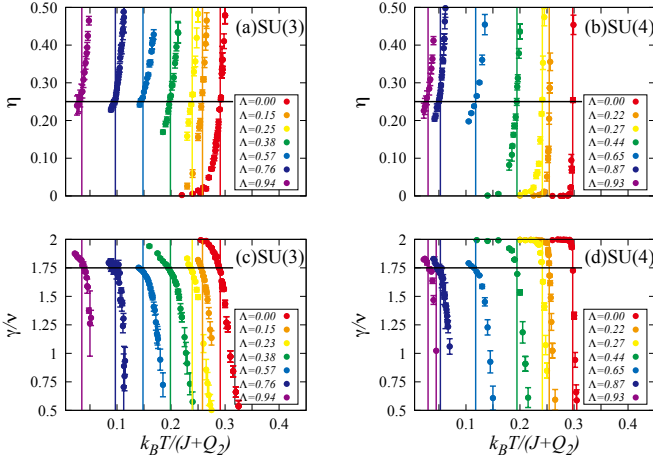 0.50
0.40
0.30
0.20
0.10
0
η
(a)SU(3)
Λ=0.00
Λ=0.15
Λ=0.25
Λ=0.38
Λ=0.57
Λ=0.76
Λ=0.94
0.50
0.40
0.30
0.20
0.10
0
η
(b)SU(4)
Λ=0.00
Λ=0.22
Λ=0.27
Λ=0.44
Λ=0.65
Λ=0.87
Λ=0.93
2
1.75
1.5
1.25
1
0.75
0.5
γ/ν
(c)SU(3)
Λ=0.00
Λ=0.15
Λ=0.23
Λ=0.38
Λ=0.57
Λ=0.76
Λ=0.94
0 0.1 0.2 0.3 0.4
k_BT/(J+Q_2)
2
1.75
1.5
1.25
1
0.75
0.5
γ/ν
(d)SU(4)
Λ=0.00
Λ=0.22
Λ=0.27
Λ=0.44
Λ=0.65
Λ=0.87
Λ=0.93
0.1 0.2 0.3 0.4
k_BT/(J+Q_2)